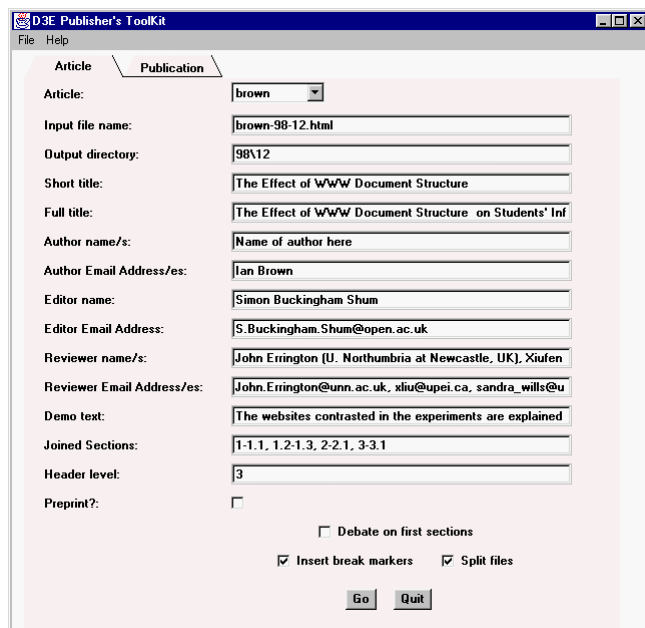 D3E Publisher's ToolKit
File Help
Article Publication
Article: brown
Input file name: brown-98-12.html
Output directory: 98\12
Short title: The Effect of WWW Document Structure
Full title: The Effect of WWW Document Structure on Students' Inf
Author name/s: Name of author here
Author Email Address/es: Ian Brown
Editor name: Simon Buckingham Shum
Editor Email Address: S.Buckingham.Shum@open.ac.uk
Reviewer name/s: John Errington (U. Northumbria at Newcastle, UK), Xiufen
Reviewer Email Address/es: John.Errington@unn.ac.uk, xliu@upei.ca, sandra_wills@u
Demo text: The websites contrasted in the experiments are explained
Joined Sections: 1-1.1, 1.2-1.3, 2-2.1, 3-3.1
Header level: 3
Preprint?:
Debate on first sections
Insert break markers Split files
Go Quit